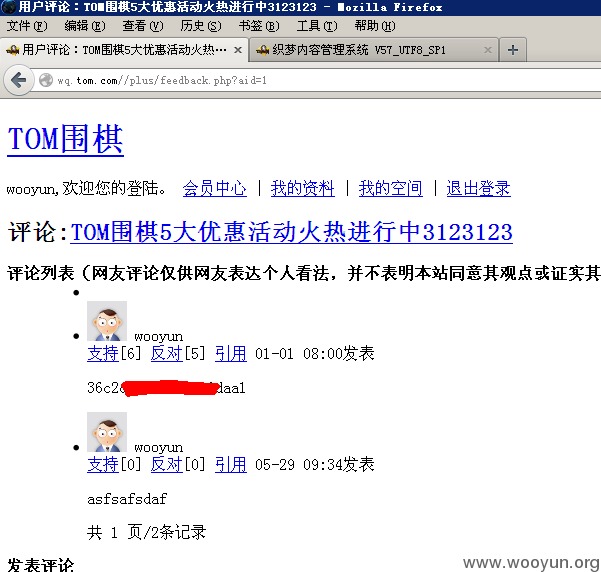 用户评论：TOM围棋5大优惠活动火热进行中3123123 - Mozilla Firefox
文件(F) 编辑(E) 查看(V) 历史(S) 书签(B) 工具(T) 帮助(H)
用户评论：TOM围棋5大优惠活动火热… × 织梦内容管理系统 V57_UTF8_SP1 × +
wq.tom.com//plus/feedback.php?aid=1
TOM围棋
wooyun,欢迎您的登陆。 会员中心 | 我的资料 | 我的空间 | 退出登录
评论:TOM围棋5大优惠活动火热进行中3123123
评论列表（网友评论仅供网友表达个人看法，并不表明本站同意其观点或证实其
wooyun
支持[6] 反对[5] 引用 01-01 08:00发表
36c2 daa1
wooyun
支持[0] 反对[0] 引用 05-29 09:34发表
asfsafsdaf
共 1 页/2条记录
发表评论
www.wooyun.org